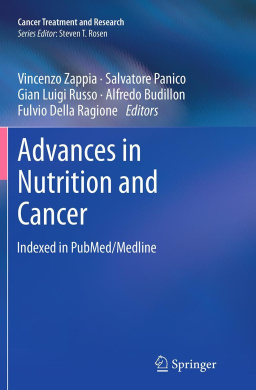 Cancer Treatment and Research
Series Editor: Steven T. Rosen
Vincenzo Zappia · Salvatore Panico
Gian Luigi Russo · Alfredo Budillon
Fulvio Della Ragione Editors
Advances in
Nutrition and
Cancer
Indexed in PubMed/Medline
Springer